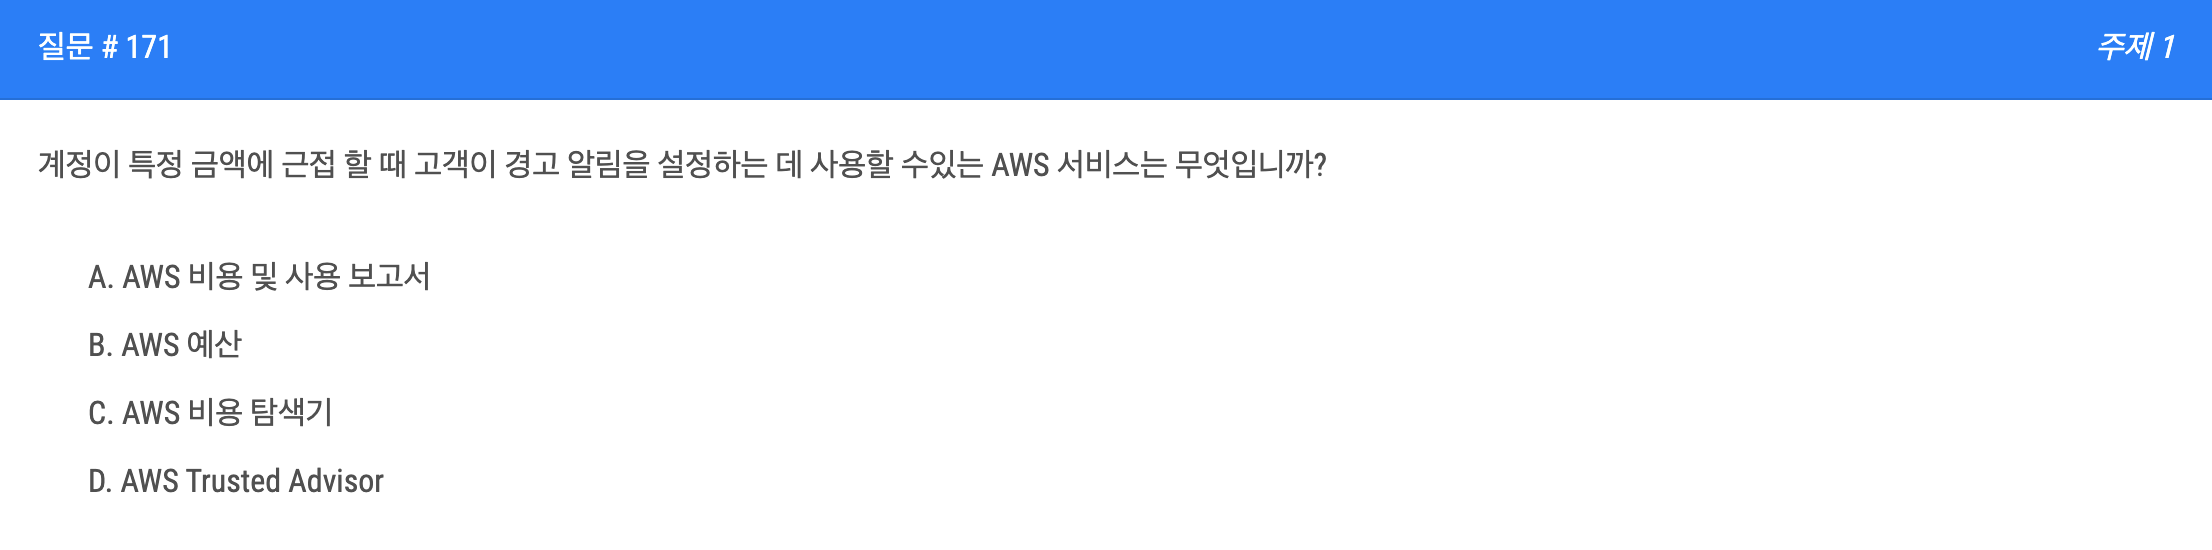 질문 # 171
주제 1
계정이 특정 금액에 근접 할 때 고객이 경고 알림을 설정하는 데 사용할 수있는 AWS 서비스는 무엇입니까?
A. AWS 비용 및 사용 보고서
B. AWS 예산
C. AWS 비용 탐색기
D. AWS Trusted Advisor